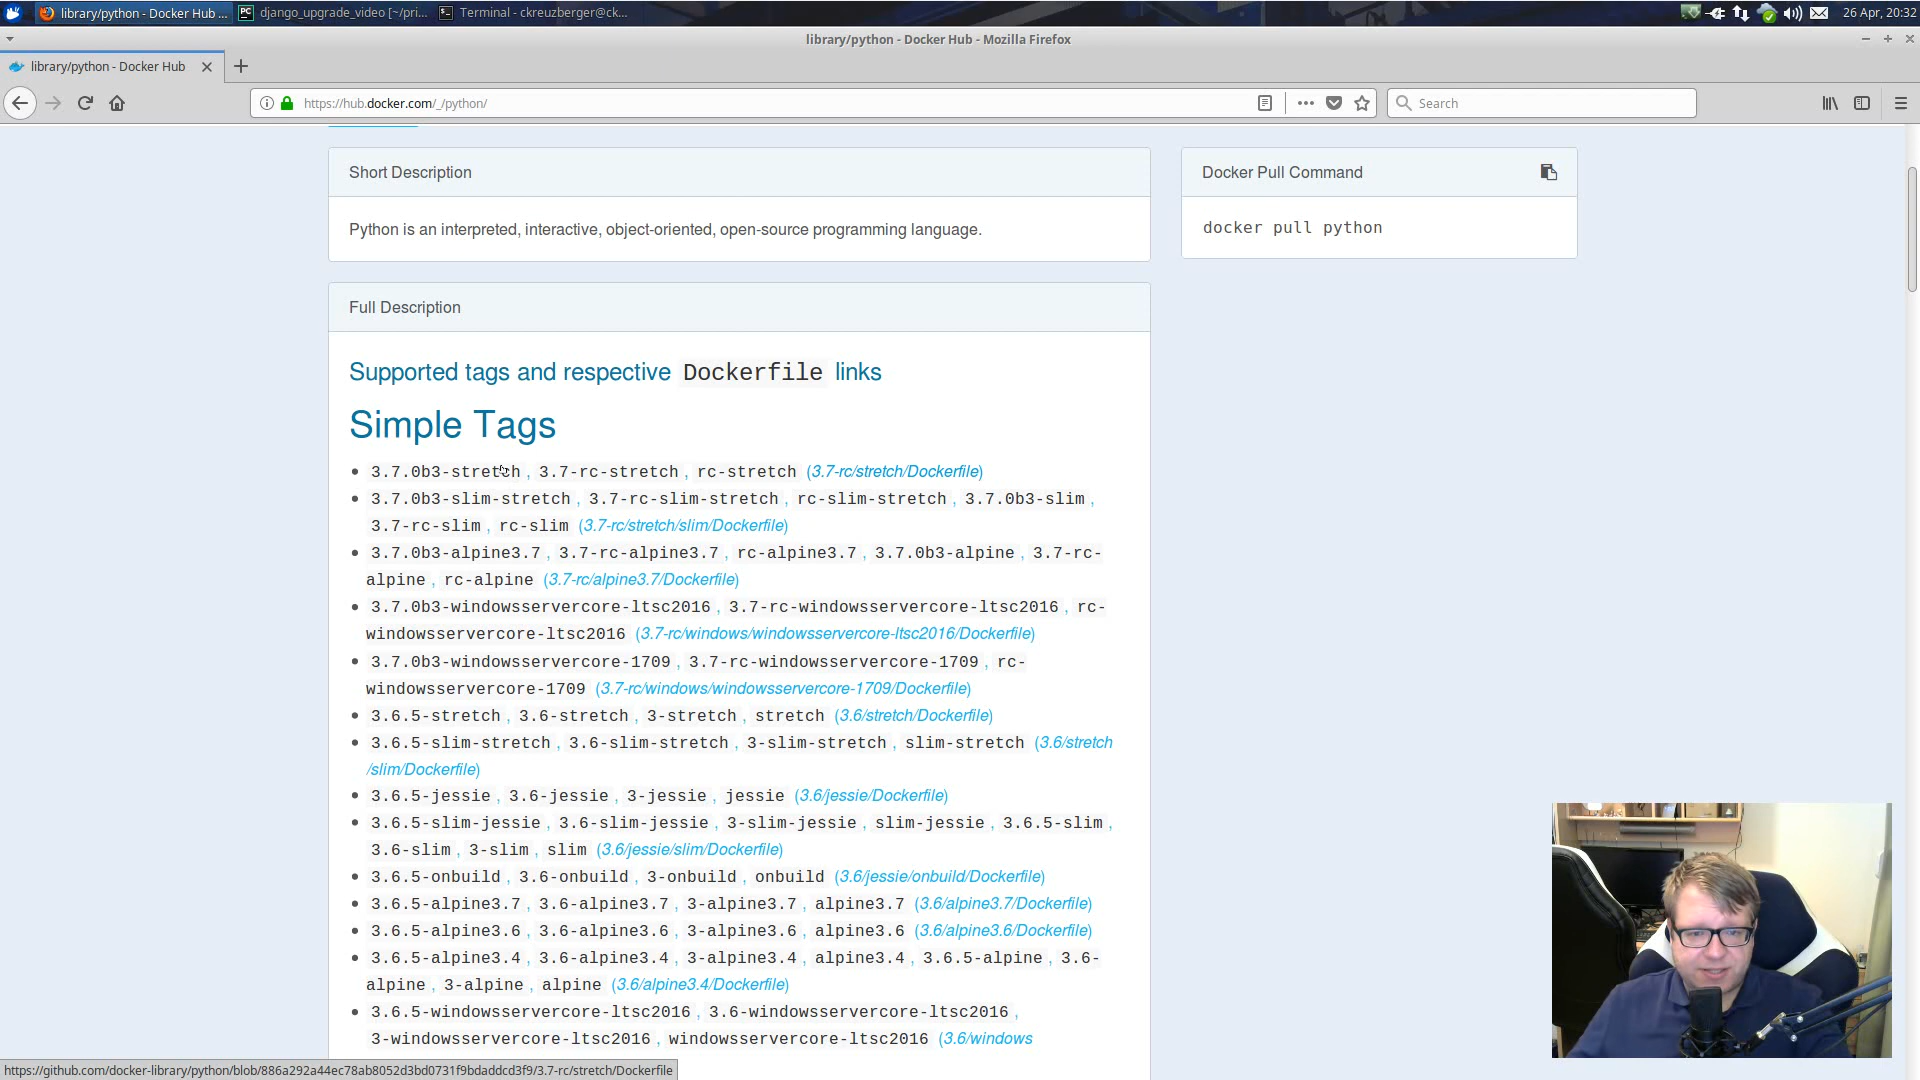 library/python - Docker Hub ...
django_upgrade_video [~/pri...
Terminal - ckreuzberger@ck...
26 Apr, 20:32
library/python - Docker Hub - Mozilla Firefox
library/python - Docker Hub
https://hub.docker.com/_/python/
Search
Short Description
Python is an interpreted, interactive, object-oriented, open-source programming language.
Docker Pull Command
docker pull python
Full Description
Supported tags and respective Dockerfile links
Simple Tags
3.7.0b3-stretch , 3.7-rc-stretch , rc-stretch (3.7-rc/stretch/Dockerfile)
3.7.0b3-slim-stretch , 3.7-rc-slim-stretch , rc-slim-stretch , 3.7.0b3-slim ,
3.7-rc-slim , rc-slim (3.7-rc/stretch/slim/Dockerfile)
3.7.0b3-alpine3.7 , 3.7-rc-alpine3.7 , rc-alpine3.7 , 3.7.0b3-alpine , 3.7-rc-
alpine , rc-alpine (3.7-rc/alpine3.7/Dockerfile)
3.7.0b3-windowsservercore-ltsc2016 , 3.7-rc-windowsservercore-ltsc2016 , rc-
windowsservercore-ltsc2016 (3.7-rc/windows/windowsservercore-ltsc2016/Dockerfile)
3.7.0b3-windowsservercore-1709 , 3.7-rc-windowsservercore-1709 , rc-
windowsservercore-1709 (3.7-rc/windows/windowsservercore-1709/Dockerfile)
3.6.5-stretch , 3.6-stretch , 3-stretch , stretch (3.6/stretch/Dockerfile)
3.6.5-slim-stretch , 3.6-slim-stretch , 3-slim-stretch , slim-stretch (3.6/stretch
/slim/Dockerfile)
3.6.5-jessie , 3.6-jessie , 3-jessie , jessie (3.6/jessie/Dockerfile)
3.6.5-slim-jessie , 3.6-slim-jessie , 3-slim-jessie , slim-jessie , 3.6.5-slim ,
3.6-slim , 3-slim , slim (3.6/jessie/slim/Dockerfile)
3.6.5-onbuild , 3.6-onbuild , 3-onbuild , onbuild (3.6/jessie/onbuild/Dockerfile)
3.6.5-alpine3.7 , 3.6-alpine3.7 , 3-alpine3.7 , alpine3.7 (3.6/alpine3.7/Dockerfile)
3.6.5-alpine3.6 , 3.6-alpine3.6 , 3-alpine3.6 , alpine3.6 (3.6/alpine3.6/Dockerfile)
3.6.5-alpine3.4 , 3.6-alpine3.4 , 3-alpine3.4 , alpine3.4 , 3.6.5-alpine , 3.6-
alpine , 3-alpine , alpine (3.6/alpine3.4/Dockerfile)
3.6.5-windowsservercore-ltsc2016 , 3.6-windowsservercore-ltsc2016 ,
3-windowsservercore-ltsc2016 , windowsservercore-ltsc2016 (3.6/windows
https://github.com/docker-library/python/blob/886a292a44ec78ab8052d3bd0731f9bdaddcd3f9/3.7-rc/stretch/Dockerfile